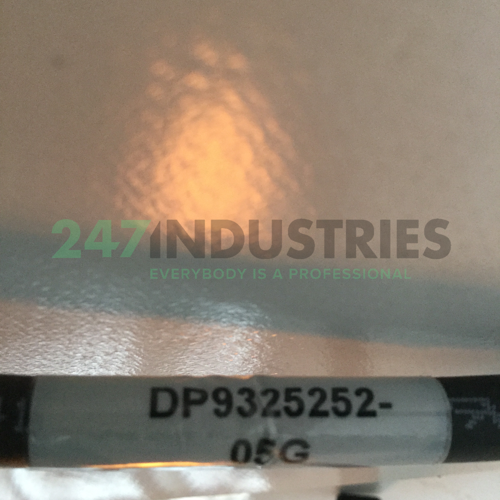 247INDUSTRIES
EVERYBODY IS A PROFESSIONAL
DP9325252-
05G